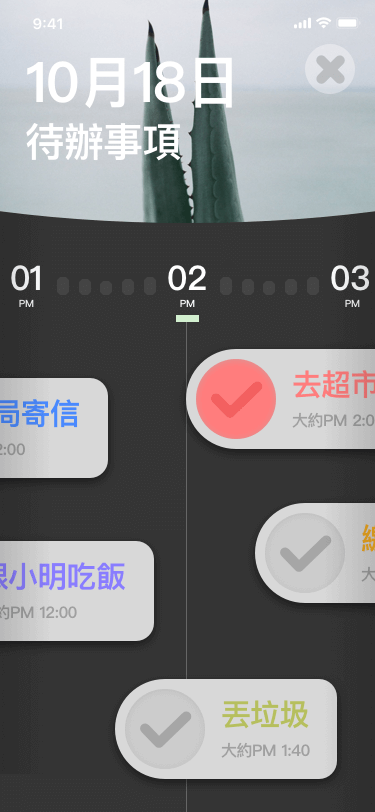 9:41
10月18日
待辦事項
01
PM
02
PM
03
PM
去超市
大約PM 2:0
局寄信
2:00
小明吃飯
約PM 12:00
大
丟垃圾
大約PM 1:40